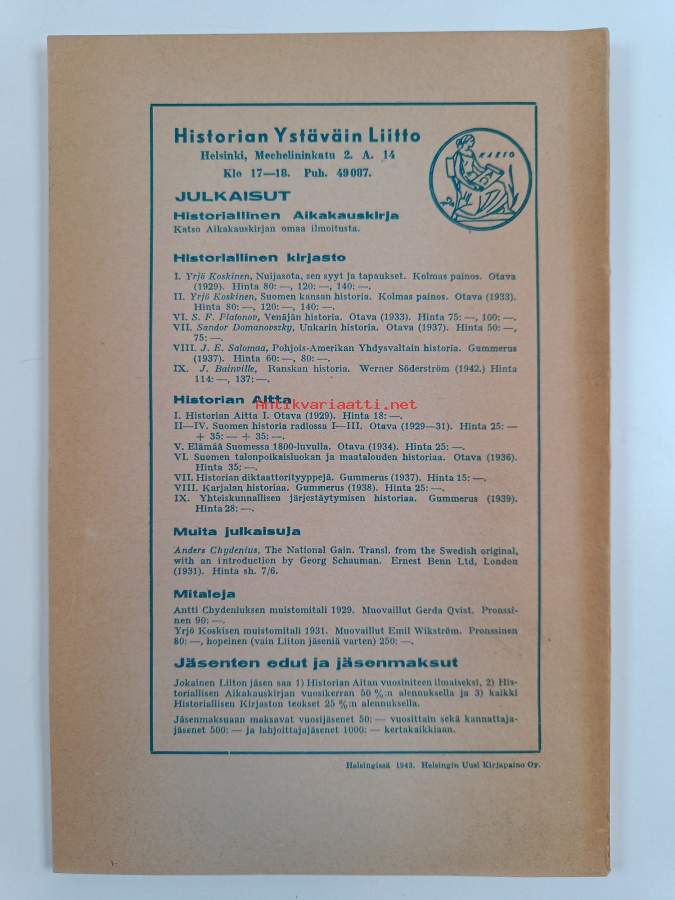 Historian Ystäväin Liitto
Helsinki, Mechelininkatu 2. A. 14
Klo 17—18. Puh. 49087.
KLEIO
JULKAISUT
Historiallinen Aikakauskirja
Katso Aikakauskirjan omaa ilmoitusta.
Historiallinen kirjasto
I. Yrjö Koskinen, Nuijasota, sen syyt ja tapaukset. Kolmas painos. Otava
(1929). Hinta 80: —, 120: —, 140: —.
II. Yrjö Koskinen, Suomen kansan historia. Kolmas painos. Otava (1933).
Hinta 80: —, 120: —, 140: —.
VI. S. F. Platonov, Venäjän historia. Otava (1933). Hinta 75: —, 100: —.
VII. Sandor Domanovszky, Unkarin historia. Otava (1937). Hinta 50: —,
75: —.
VIII. J. E. Salomaa, Pohjois-Amerikan Yhdysvaltain historia. Gummerus
(1937). Hinta 60: —, 80: —.
IX. J. Bainville, Ranskan historia. Werner Söderström (1942.) Hinta
114: —, 137: —.
Historian Aitta
Antikvariaatti.net
I. Historian Aitta I. Otava (1929). Hinta 18: —.
II—IV. Suomen historia radiossa I—III. Otava (1929—31). Hinta 25: —
+ 35: — + 35: —.
V. Elämää Suomessa 1800-luvulla. Otava (1934). Hinta 25: —.
VI. Suomen talonpoikaisluokan ja maatalouden historiaa. Otava (1936).
Hinta 35: —.
VII. Historian diktaattorityyppejä. Gummerus (1937). Hinta 15: —.
VIII. Karjalan historiaa. Gummerus (1938). Hinta 25: —.
IX. Yhteiskunnallisen järjestäytymisen historiaa. Gummerus (1939).
Hinta 28: —.
Muita julkaisuja
Anders Chydenius, The National Gain. Transl. from the Swedish original,
with an introduction by Georg Schauman. Ernest Benn Ltd, London
(1931). Hinta sh. 7/6.
Mitaleja
Antti Chydeniuksen muistomitali 1929. Muovaillut Gerda Qvist. Pronssi-
nen 90: —.
Yrjö Koskisen muistomitali 1931. Muovaillut Emil Wikström. Pronssinen
80: —, hopeinen (vain Liiton jäseniä varten) 250: —.
Jäsenten edut ja jäsenmaksut
Jokainen Liiton jäsen saa 1) Historian Aitan vuosiniteen ilmaiseksi, 2) His-
toriallisen Aikakauskirjan vuosikerran 50 %:n alennuksella ja 3) kaikki
Historiallisen Kirjaston teokset 25 %:n alennuksella.
Jäsenmaksuaan maksavat vuosijäsenet 50: — vuosittain sekä kannattaja-
jäsenet 500: — ja lahjoittajajäsenet 1000: — kertakaikkiaan.
Helsingissä 1943. Helsingin Uusi Kirjapaino Oy.